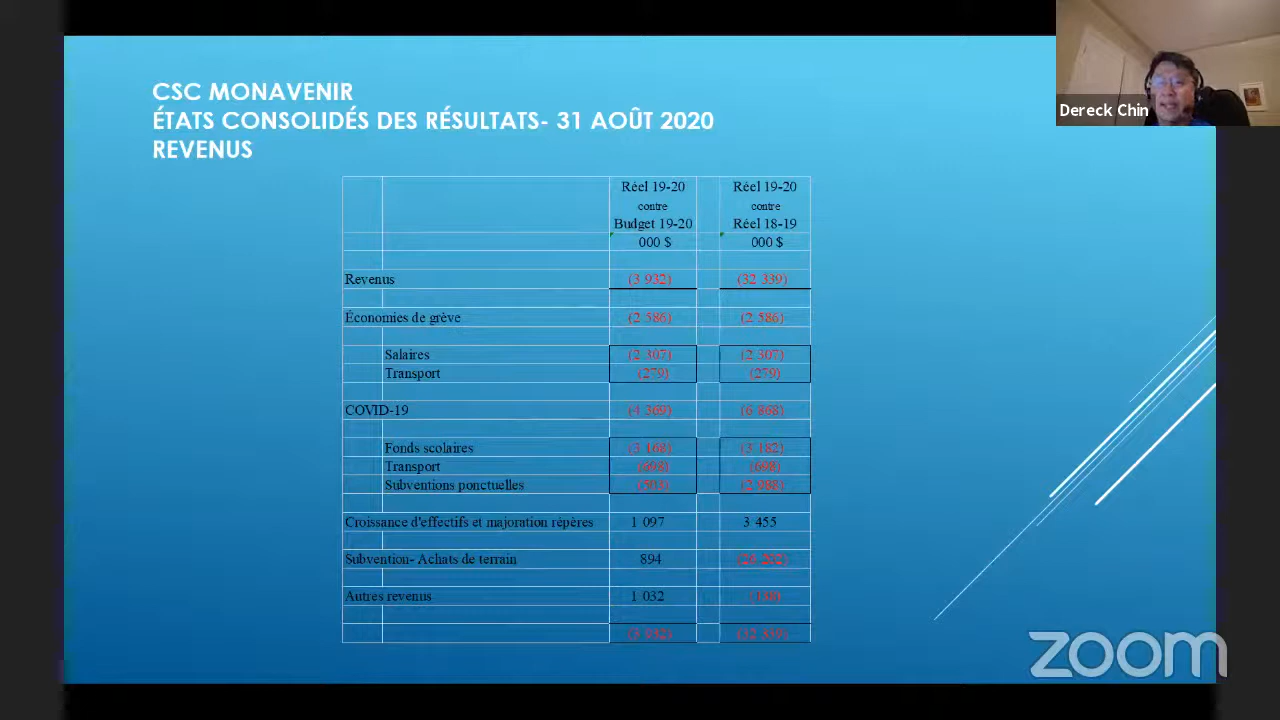 CSC MONAVENIR
ÉTATS CONSOLIDÉS DES RÉSULTATS- 31 AOÛT 2020
REVENUS
Dereck Chin
Réel 19-20 Réel 19-20
contre contre
Budget 19-20 Réel 18-19
000 $ 000 $
Revenus (3 932) (32 339)
Économies de grève (2 586) (2 586)
Salaires (2 307) (2 307)
Transport (279) (279)
COVID-19 (4 369) (6 868)
Fonds scolaires (3 168) (3 182)
Transport (698) (698)
Subventions ponctuelles (503) (2 988)
Croissance d'effectifs et majoration répères 1 097 3 455
Subvention- Achats de terrain 894 (26 202)
Autres revenus 1 032 (138)
(3 932) (32 339)
zoom